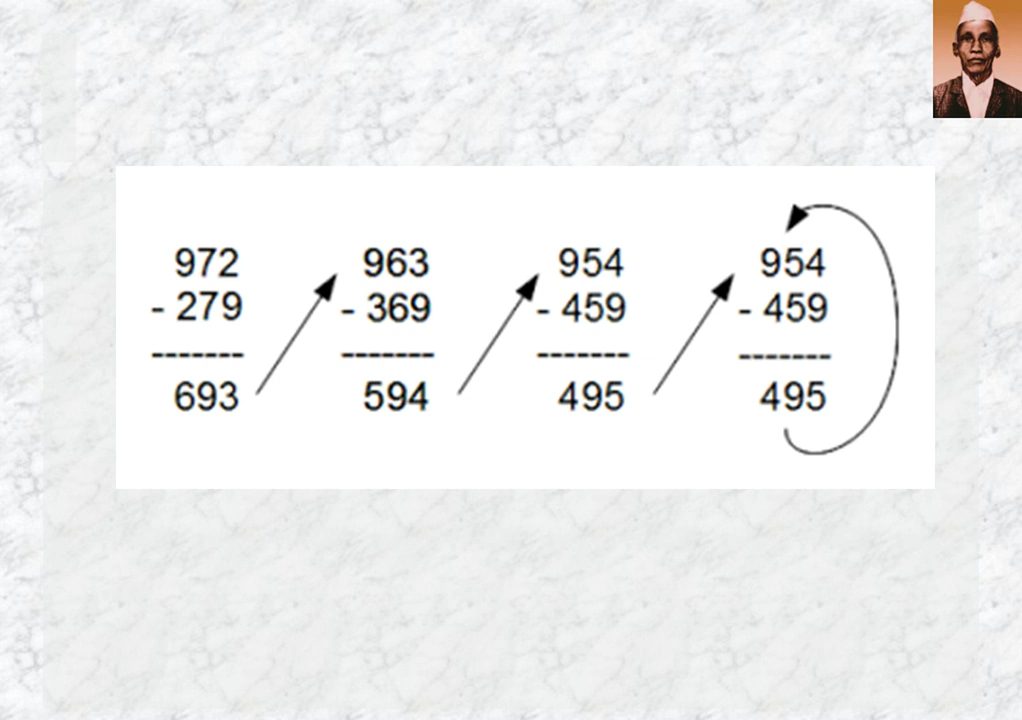 972 963 954 954
- 279 - 369 - 459 - 459
------- ------- ------- -------
693 594 495 495